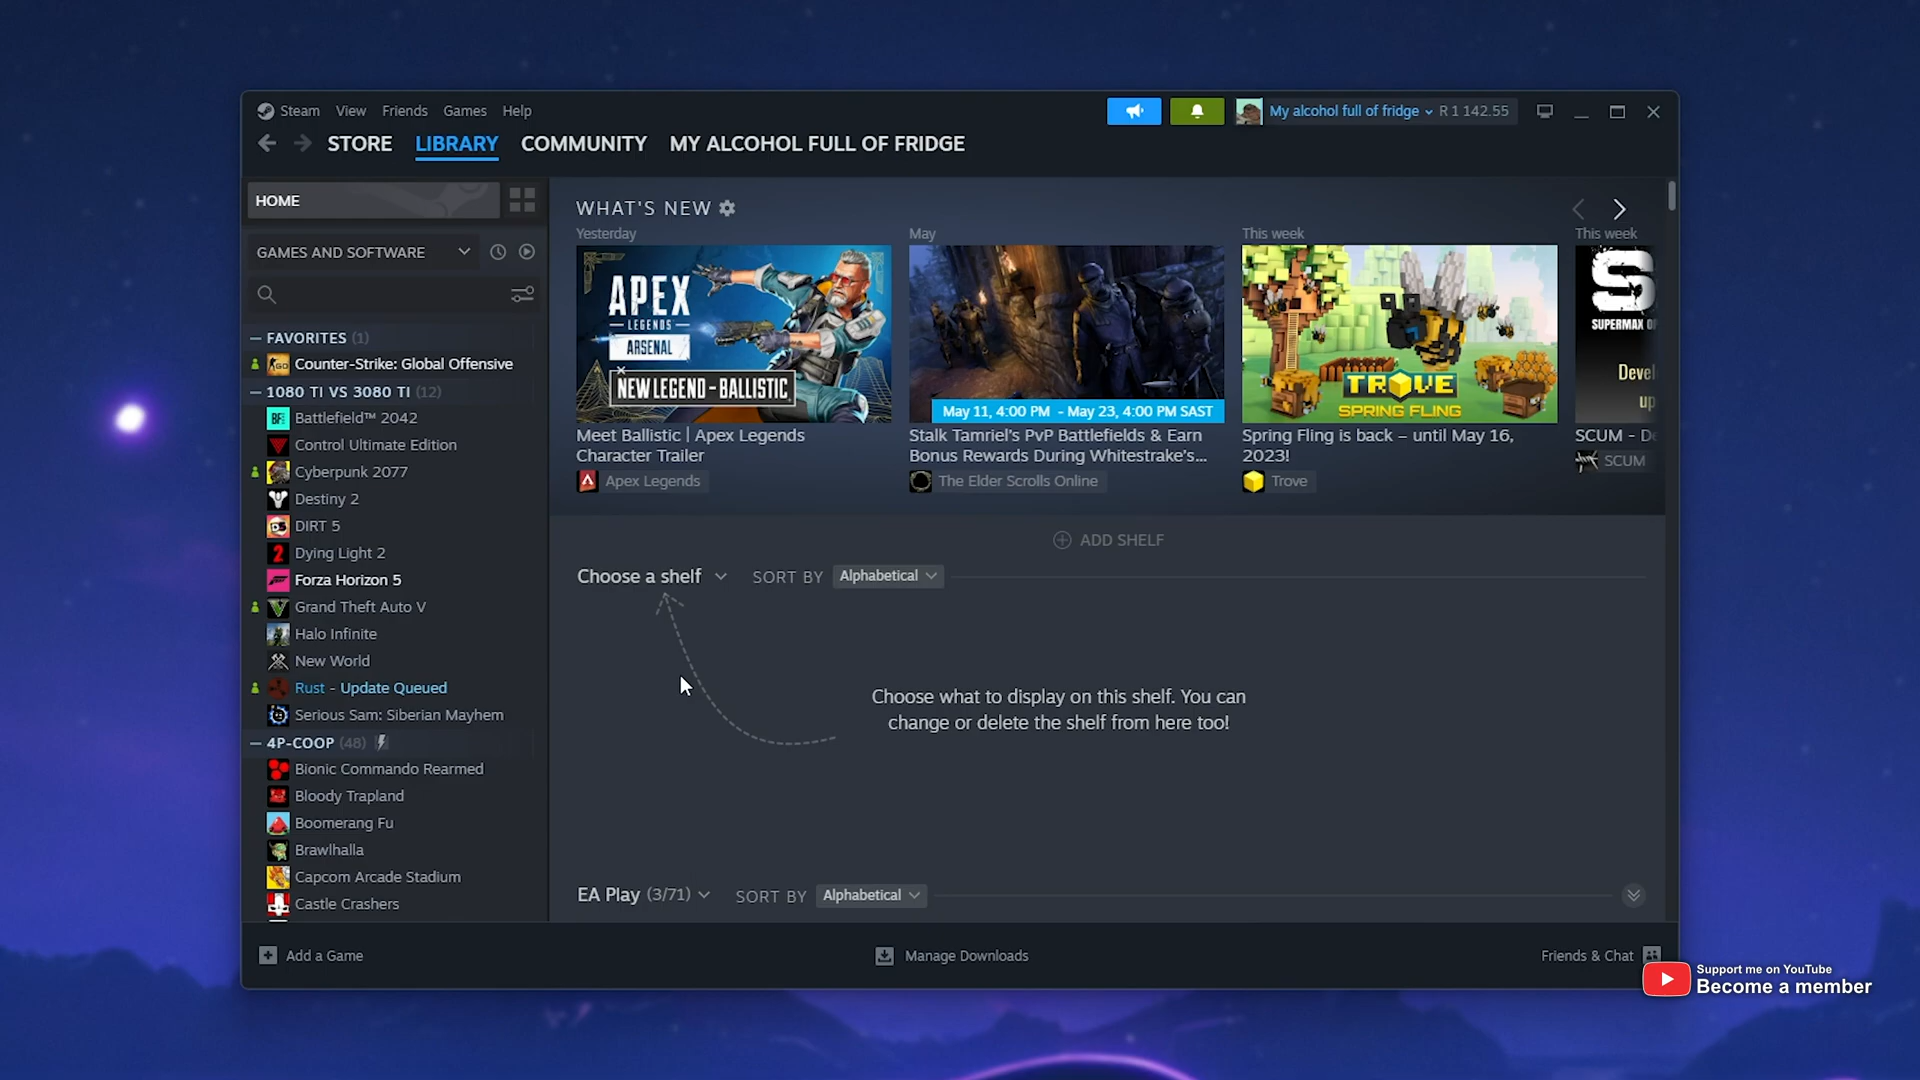 Steam View Friends Games Help
My alcohol full of fridge R 1 142.55
STORE LIBRARY COMMUNITY MY ALCOHOL FULL OF FRIDGE
HOME
GAMES AND SOFTWARE
FAVORITES (1)
Counter-Strike: Global Offensive
1080 TI VS 3080 TI (12)
Battlefield™ 2042
Control Ultimate Edition
Cyberpunk 2077
Destiny 2
DIRT 5
Dying Light 2
Forza Horizon 5
Grand Theft Auto V
Halo Infinite
New World
Rust - Update Queued
Serious Sam: Siberian Mayhem
4P-COOP (48)
Bionic Commando Rearmed
Bloody Trapland
Boomerang Fu
Brawlhalla
Capcom Arcade Stadium
Castle Crashers
WHAT'S NEW
Yesterday
APEX
LEGENDS
ARSENAL
NEW LEGEND - BALLISTIC
Meet Ballistic | Apex Legends
Character Trailer
Apex Legends
May
May 11, 4:00 PM - May 23, 4:00 PM SAST
Stalk Tamriel's PvP Battlefields & Earn
Bonus Rewards During Whitestrake's...
The Elder Scrolls Online
This week
TROVE
SPRING FLING
Spring Fling is back – until May 16,
2023!
Trove
This week
S
SUPERMAX O
Devel
up
SCUM - De
SCUM
ADD SHELF
Choose a shelf SORT BY Alphabetical
Choose what to display on this shelf. You can
change or delete the shelf from here too!
EA Play (3/71) SORT BY Alphabetical
Add a Game
Manage Downloads
Friends & Chat
Support me on YouTube
Become a member